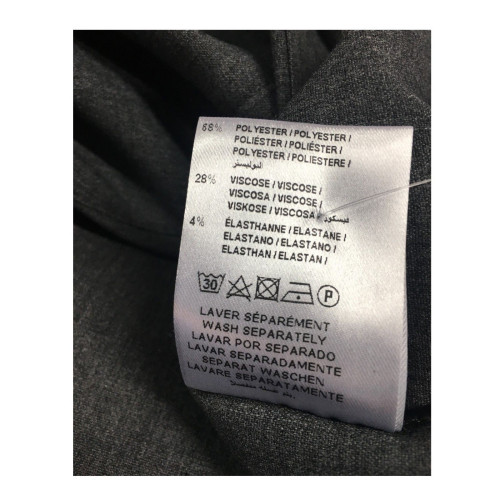 68% POLYESTER / POLYESTER /
POLIÉSTER / POLIÉSTER /
POLYESTER / POLIESTERE /
البوليستر
28% VISCOSE / VISCOSE /
VISCOSA / VISCOSE /
VISKOSE / VISCOSA /
4% ÉLASTHANNE / ELASTANE /
ELASTANO / ELASTANO /
ELASTHAN / ELASTAN /
30 P
LAVER SÉPARÉMENT
WASH SEPARATELY
LAVAR POR SEPARADO
LAVAR SEPARADAMENTE
SEPARAT WASCHEN
LAVARE SEPARATAMENTE